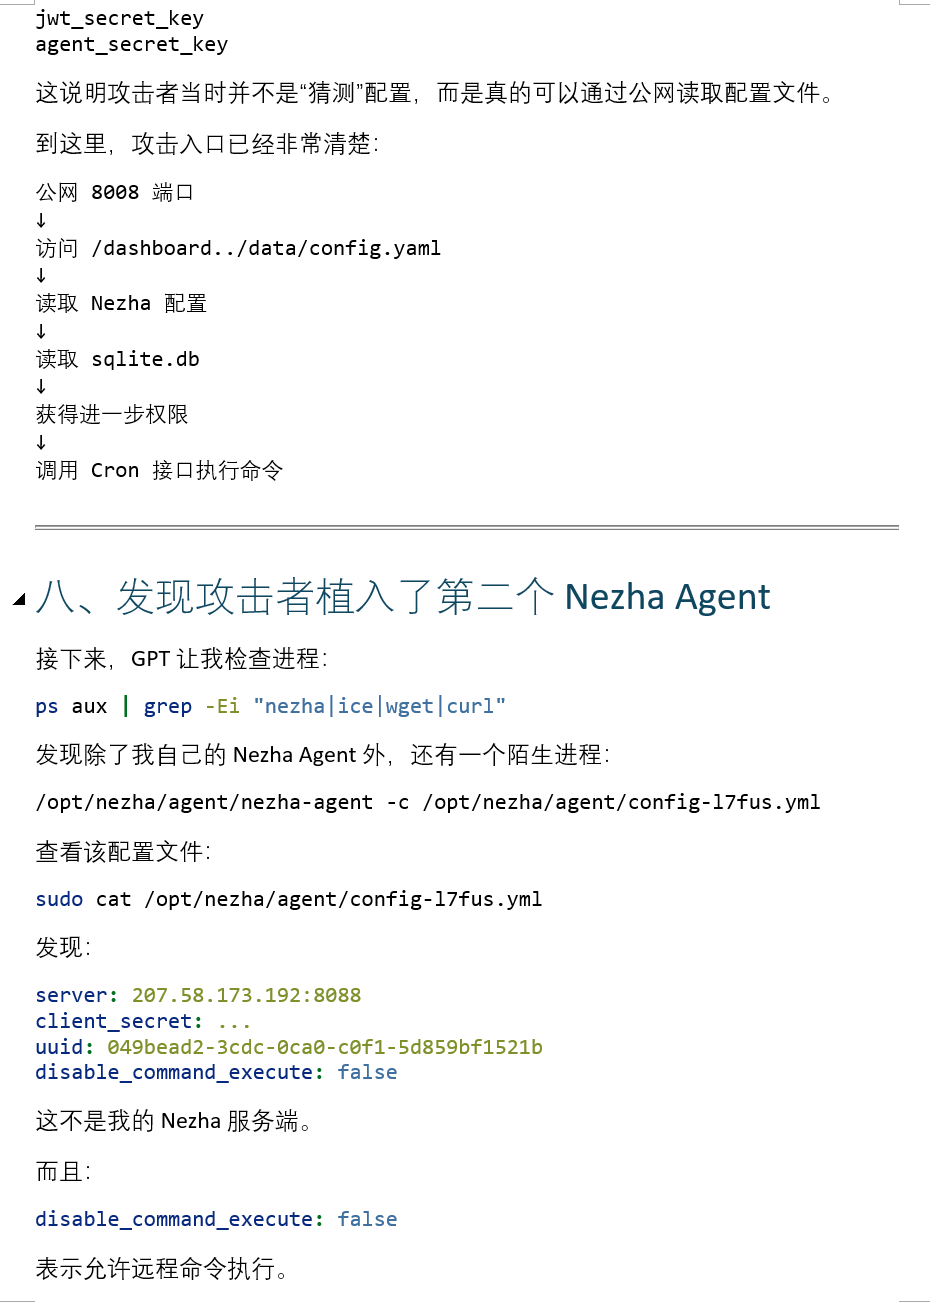 jwt_secret_key
agent_secret_key
这说明攻击者当时并不是“猜测”配置，而是真的可以通过公网读取配置文件。
到这里，攻击入口已经非常清楚：
公网 8008 端口
↓
访问 /dashboard../data/config.yaml
↓
读取 Nezha 配置
↓
读取 sqlite.db
↓
获得进一步权限
↓
调用 Cron 接口执行命令
八、发现攻击者植入了第二个 Nezha Agent
接下来，GPT 让我检查进程：
ps aux | grep -Ei "nezha|ice|wget|curl"
发现除了我自己的 Nezha Agent 外，还有一个陌生进程：
/opt/nezha/agent/nezha-agent -c /opt/nezha/agent/config-l7fus.yml
查看该配置文件：
sudo cat /opt/nezha/agent/config-l7fus.yml
发现：
server: 207.58.173.192:8088
client_secret: ...
uuid: 049bead2-3cdc-0ca0-c0f1-5d859bf1521b
disable_command_execute: false
这不是我的 Nezha 服务端。
而且：
disable_command_execute: false
表示允许远程命令执行。